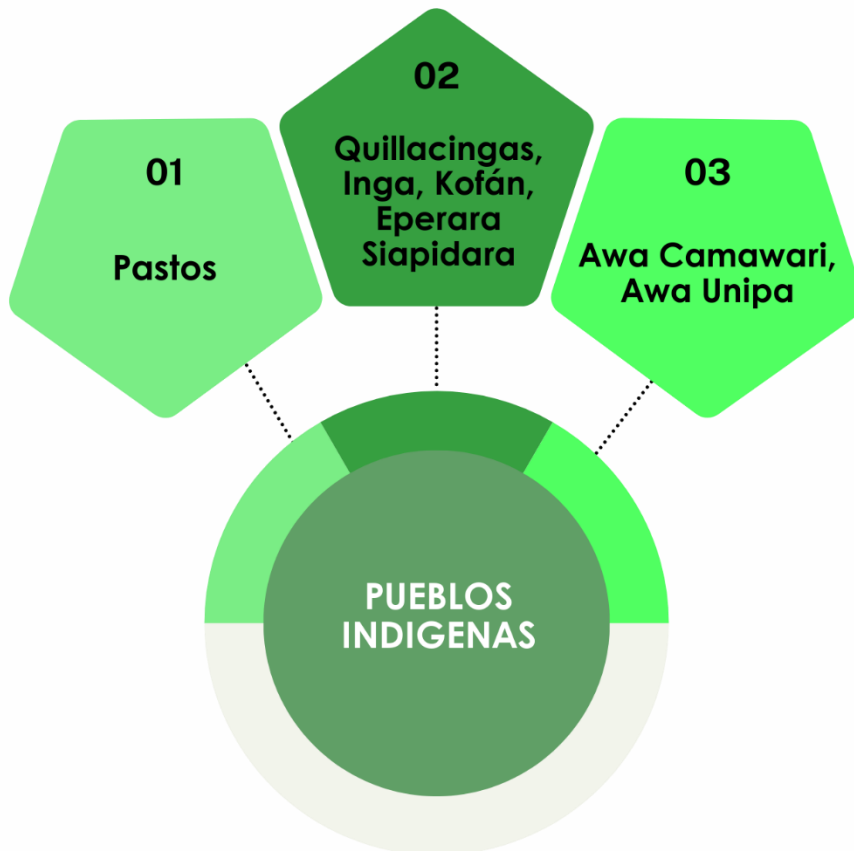 01
Pastos
02
Quillacingas,
Inga, Kofán,
Eperara
Siapidara
03
Awa Camawari,
Awa Unipa
PUEBLOS
INDIGENAS